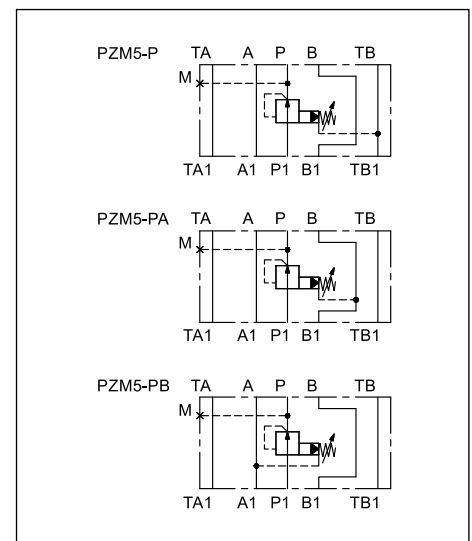 PZM5-P TA A P B TB
M
TA1 A1 P1 B1 TB1
PZM5-PA TA A P B TB
M
TA1 A1 P1 B1 TB1
PZM5-PB TA A P B TB
M
TA1 A1 P1 B1 TB1